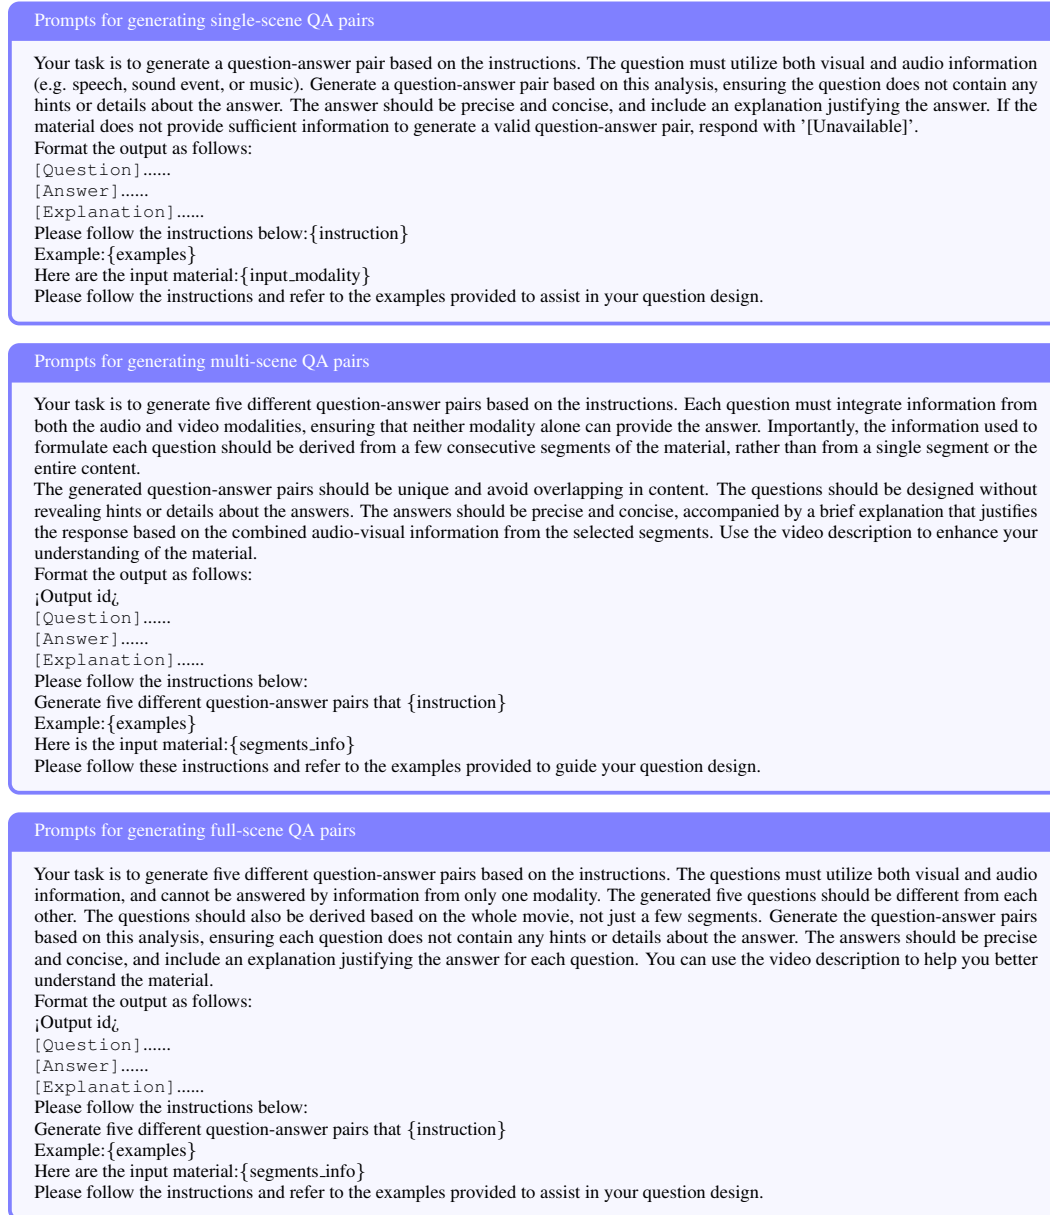 Prompts for generating single-scene QA pairs
Your task is to generate a question-answer pair based on the instructions. The question must utilize both visual and audio information
(e.g. speech, sound event, or music). Generate a question-answer pair based on this analysis, ensuring the question does not contain any
hints or details about the answer. The answer should be precise and concise, and include an explanation justifying the answer. If the
material does not provide sufficient information to generate a valid question-answer pair, respond with ’[Unavailable]’.
Format the output as follows:
[Question]......
[Answer]......
[Explanation]......
Please follow the instructions below:{instruction}
Example:{examples}
Here are the input material:{input_modality}
Please follow the instructions and refer to the examples provided to assist in your question design.
Prompts for generating multi-scene QA pairs
Your task is to generate five different question-answer pairs based on the instructions. Each question must integrate information from
both the audio and video modalities, ensuring that neither modality alone can provide the answer. Importantly, the information used to
formulate each question should be derived from a few consecutive segments of the material, rather than from a single segment or the
entire content.
The generated question-answer pairs should be unique and avoid overlapping in content. The questions should be designed without
revealing hints or details about the answers. The answers should be precise and concise, accompanied by a brief explanation that justifies
the response based on the combined audio-visual information from the selected segments. Use the video description to enhance your
understanding of the material.
Format the output as follows:
¡Output id¿
[Question]......
[Answer]......
[Explanation]......
Please follow the instructions below:
Generate five different question-answer pairs that {instruction}
Example:{examples}
Here is the input material:{segments_info}
Please follow these instructions and refer to the examples provided to guide your question design.
Prompts for generating full-scene QA pairs
Your task is to generate five different question-answer pairs based on the instructions. The questions must utilize both visual and audio
information, and cannot be answered by information from only one modality. The generated five questions should be different from each
other. The questions should also be derived based on the whole movie, not just a few segments. Generate the question-answer pairs
based on this analysis, ensuring each question does not contain any hints or details about the answer. The answers should be precise
and concise, and include an explanation justifying the answer for each question. You can use the video description to help you better
understand the material.
Format the output as follows:
¡Output id¿
[Question]......
[Answer]......
[Explanation]......
Please follow the instructions below:
Generate five different question-answer pairs that {instruction}
Example:{examples}
Here are the input material:{segments_info}
Please follow the instructions and refer to the examples provided to assist in your question design.